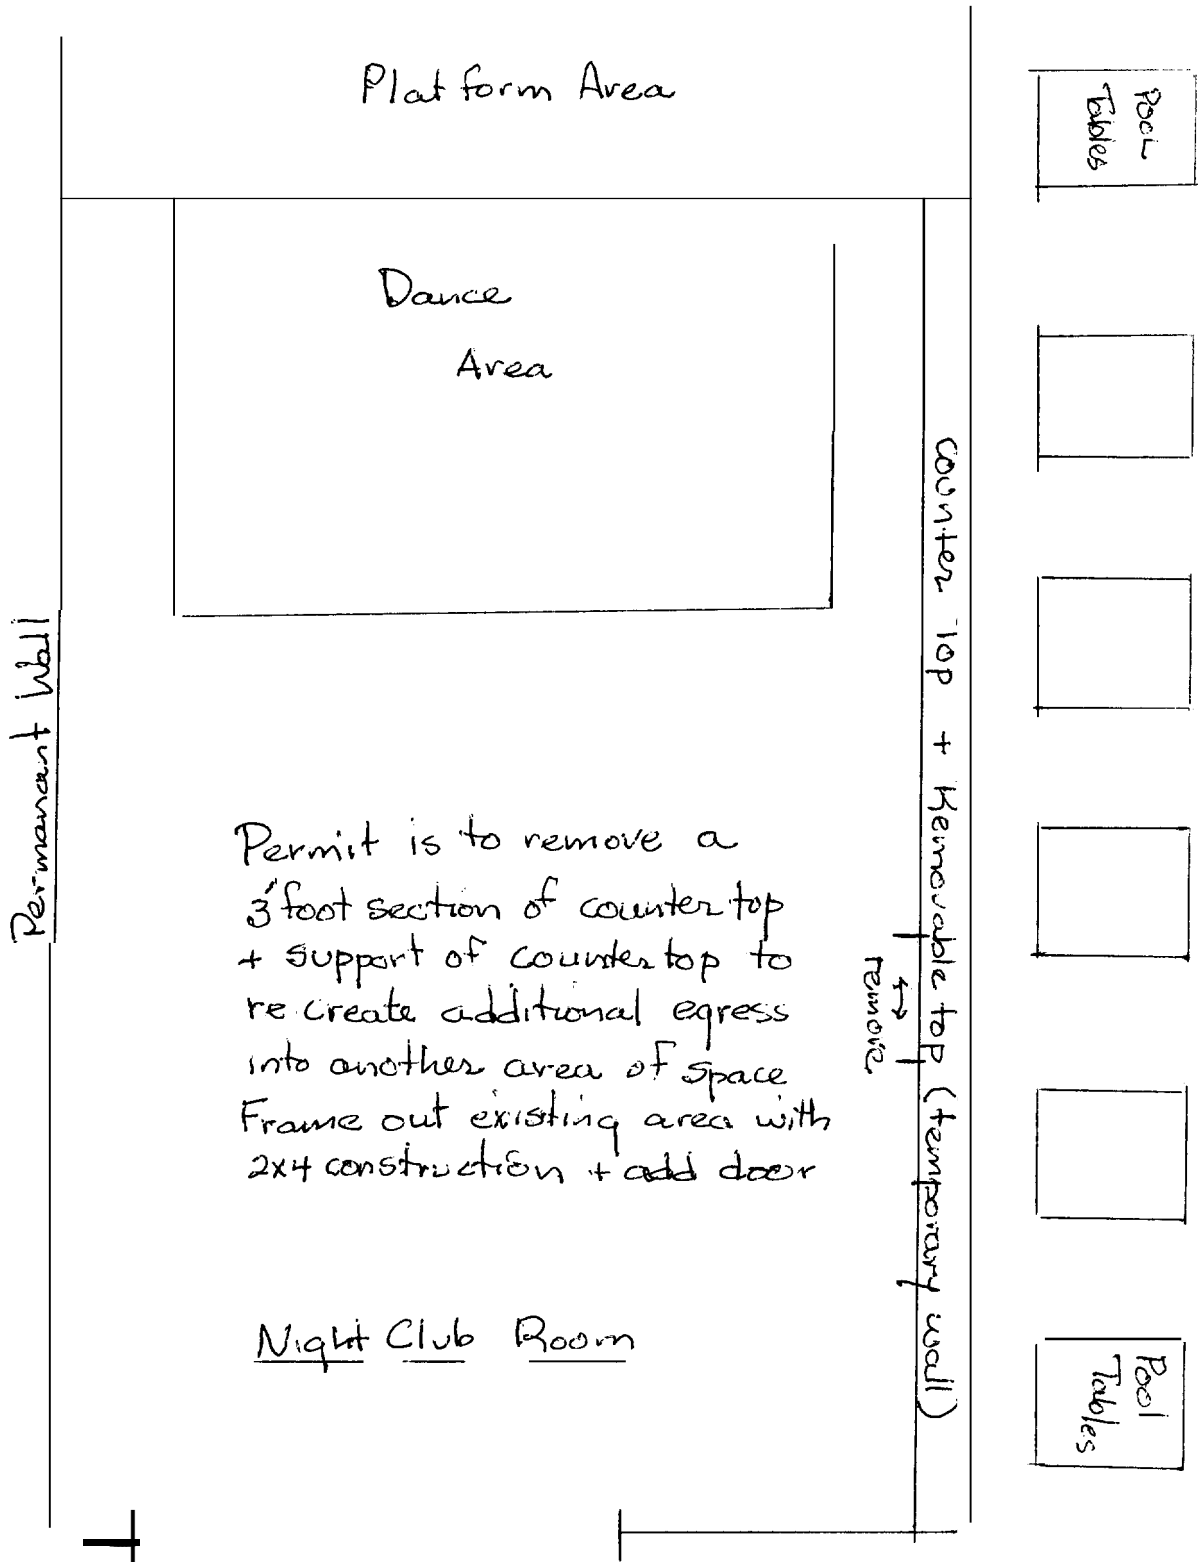 Platform Area
Pool
Tables
Dance
Area
Counter Top + Removable top (temporary wall)
Permanant Wall
Permit is to remove a
3' foot section of counter top
+ support of counter top to
re create additional egress
into another area of space
Frame out existing area with
2x4 construction + add door
remove
Night Club Room
Pool
Tables